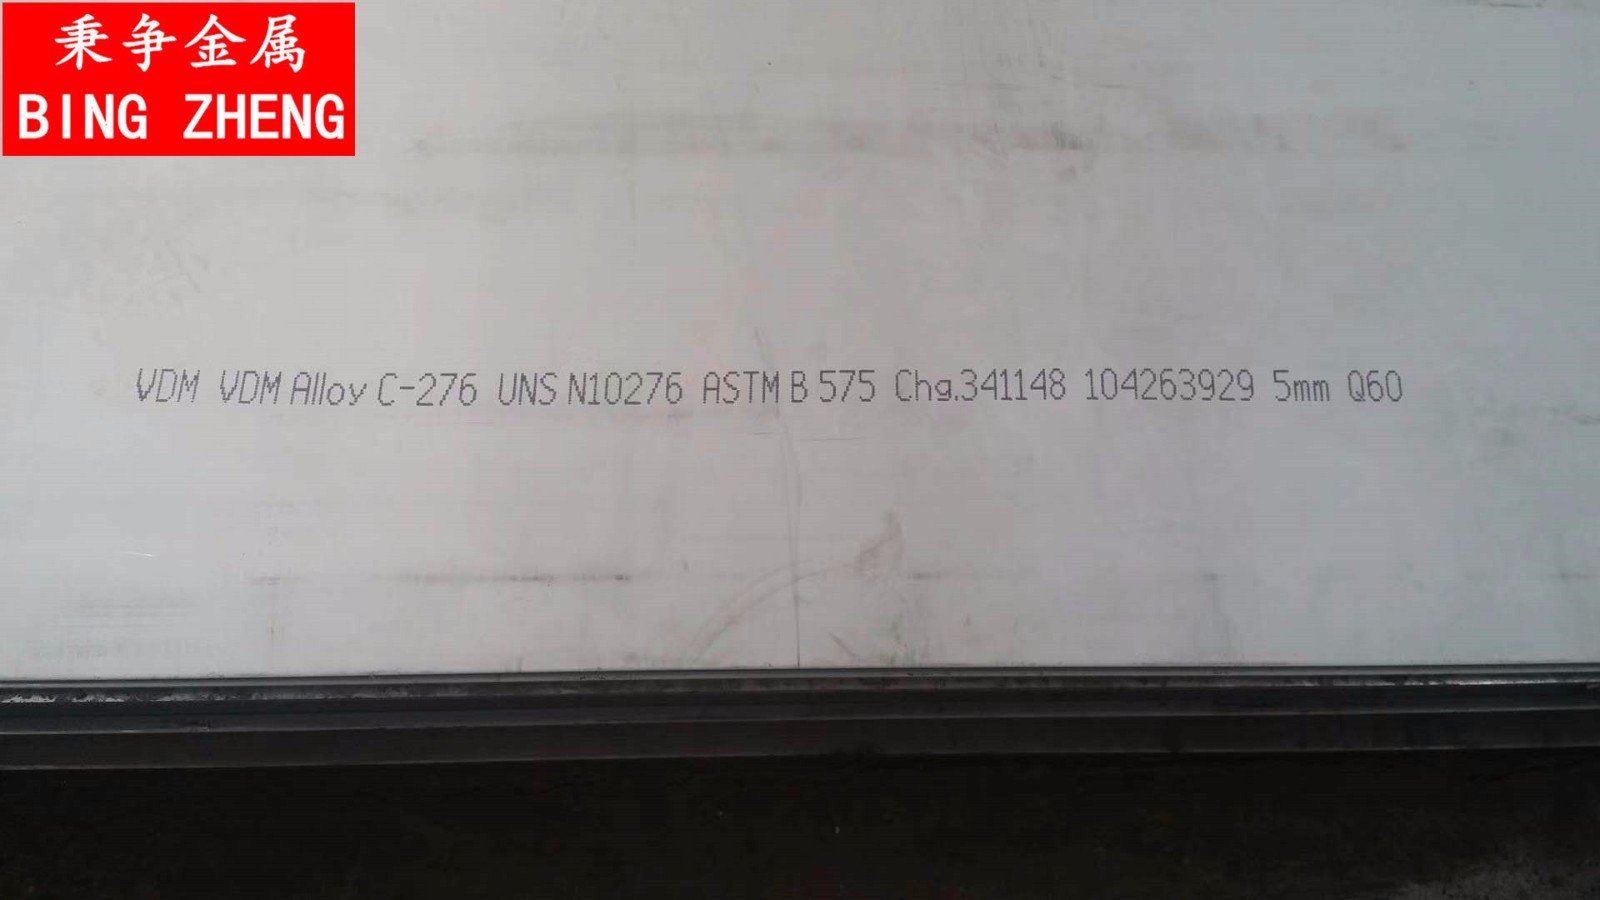 秉争金属
BING ZHENG
VDM VDM Alloy C-276 UNS N10276 ASTM B 575 Chg.341148 104263929 5mm Q60